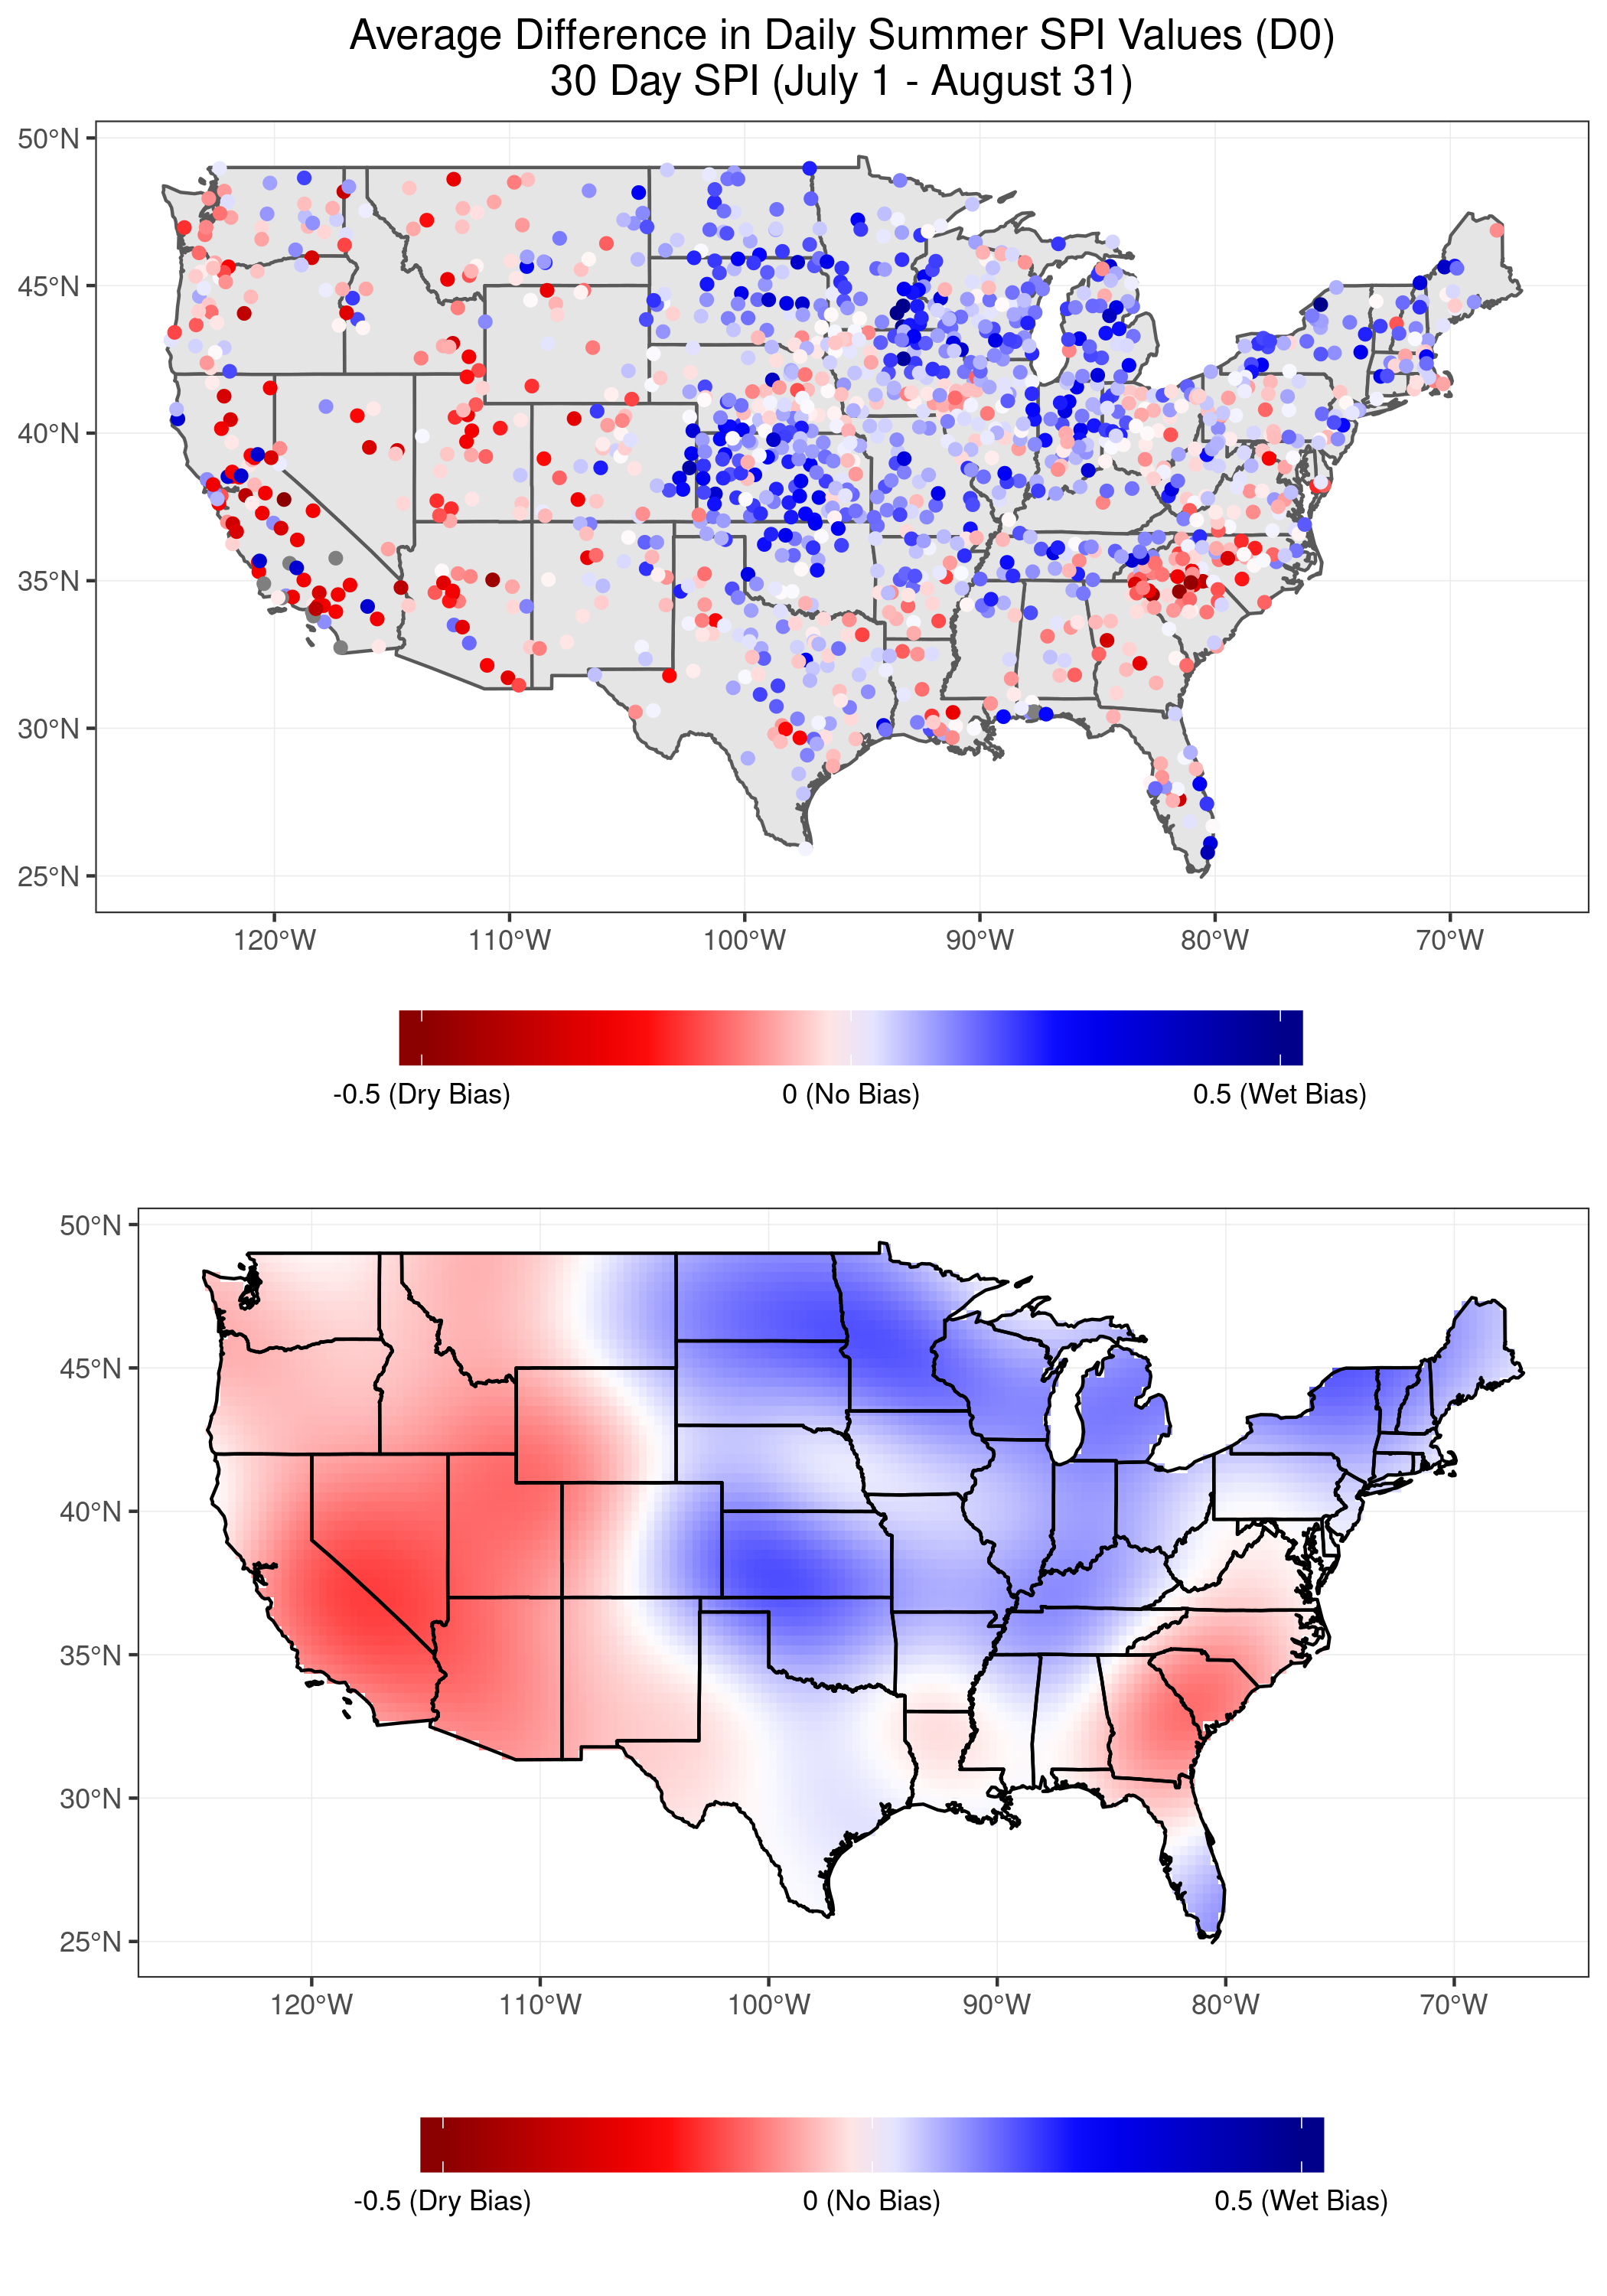 Average Difference in Daily Summer SPI Values (D0)
30 Day SPI (July 1 - August 31)
50°N
45°N
40°N
35°N
30°N
25°N
120°W 110°W 100°W 90°W 80°W 70°W
-0.5 (Dry Bias) 0 (No Bias) 0.5 (Wet Bias)
50°N
45°N
40°N
35°N
30°N
25°N
120°W 110°W 100°W 90°W 80°W 70°W
-0.5 (Dry Bias) 0 (No Bias) 0.5 (Wet Bias)